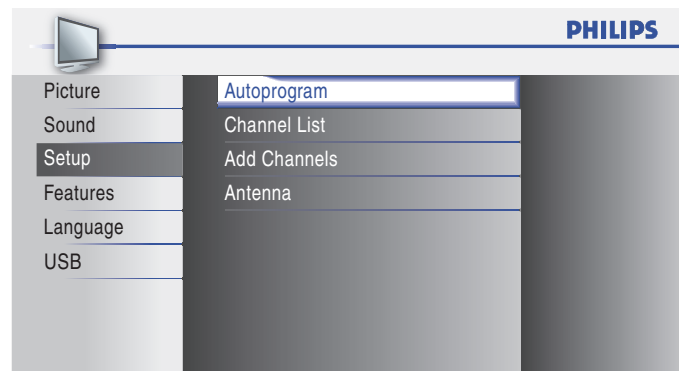 PHILIPS
Picture
Sound
Setup
Features
Language
USB
Autoprogram
Channel List
Add Channels
Antenna